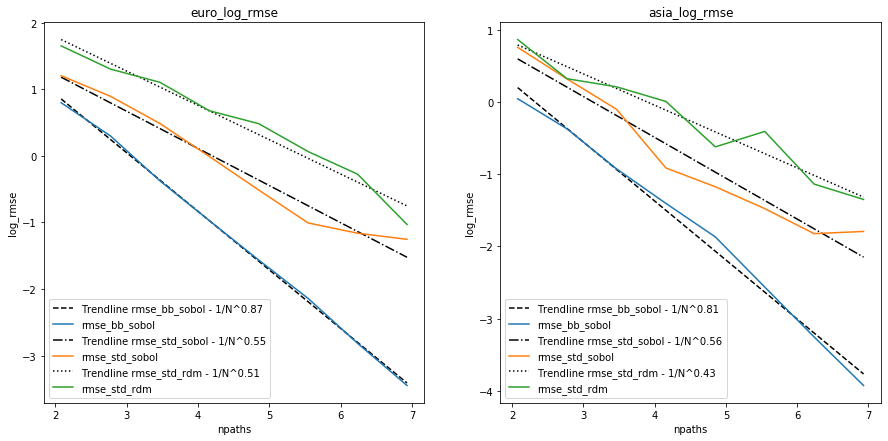 euro_log_rmse
2
1
0
−1
−2
−3
log_rmse
Trendline rmse_bb_sobol - 1/N^0.87
rmse_bb_sobol
Trendline rmse_std_sobol - 1/N^0.55
rmse_std_sobol
Trendline rmse_std_rdm - 1/N^0.51
rmse_std_rdm
2 3 4 5 6 7
npaths
asia_log_rmse
1
0
−1
−2
−3
−4
log_rmse
Trendline rmse_bb_sobol - 1/N^0.81
rmse_bb_sobol
Trendline rmse_std_sobol - 1/N^0.56
rmse_std_sobol
Trendline rmse_std_rdm - 1/N^0.43
rmse_std_rdm
2 3 4 5 6 7
npaths